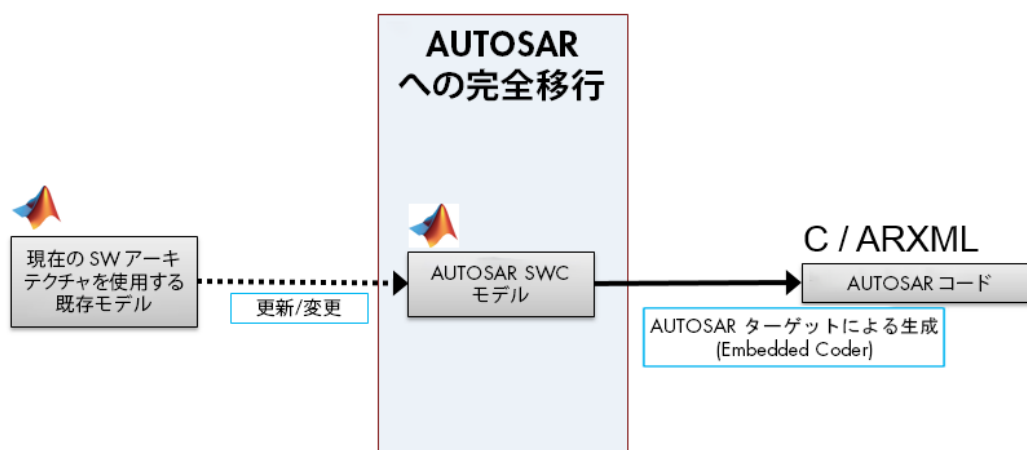 AUTOSAR
への完全移行
現在の SW アーキ
テクチャを使用する
既存モデル
更新/変更
AUTOSAR SWC
モデル
C / ARXML
AUTOSAR コード
AUTOSAR ターゲットによる生成
(Embedded Coder)